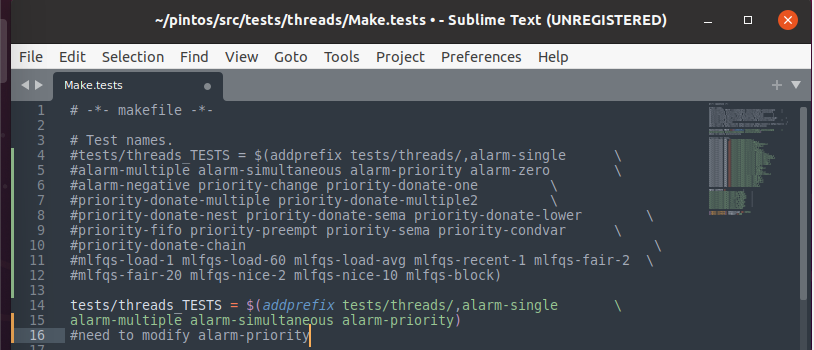 ~/pintos/src/tests/threads/Make.tests • - Sublime Text (UNREGISTERED)
File Edit Selection Find View Goto Tools Project Preferences Help
Make.tests
1 # -*- makefile -*-
2
3 # Test names.
4 #tests/threads_TESTS = $(addprefix tests/threads/,alarm-single \
5 #alarm-multiple alarm-simultaneous alarm-priority alarm-zero \
6 #alarm-negative priority-change priority-donate-one \
7 #priority-donate-multiple priority-donate-multiple2 \
8 #priority-donate-nest priority-donate-sema priority-donate-lower \
9 #priority-fifo priority-preempt priority-sema priority-condvar \
10 #priority-donate-chain \
11 #mlfqs-load-1 mlfqs-load-60 mlfqs-load-avg mlfqs-recent-1 mlfqs-fair-2 \
12 #mlfqs-fair-20 mlfqs-nice-2 mlfqs-nice-10 mlfqs-block)
13
14 tests/threads_TESTS = $(addprefix tests/threads/,alarm-single \
15 alarm-multiple alarm-simultaneous alarm-priority)
16 #need to modify alarm-priority
17